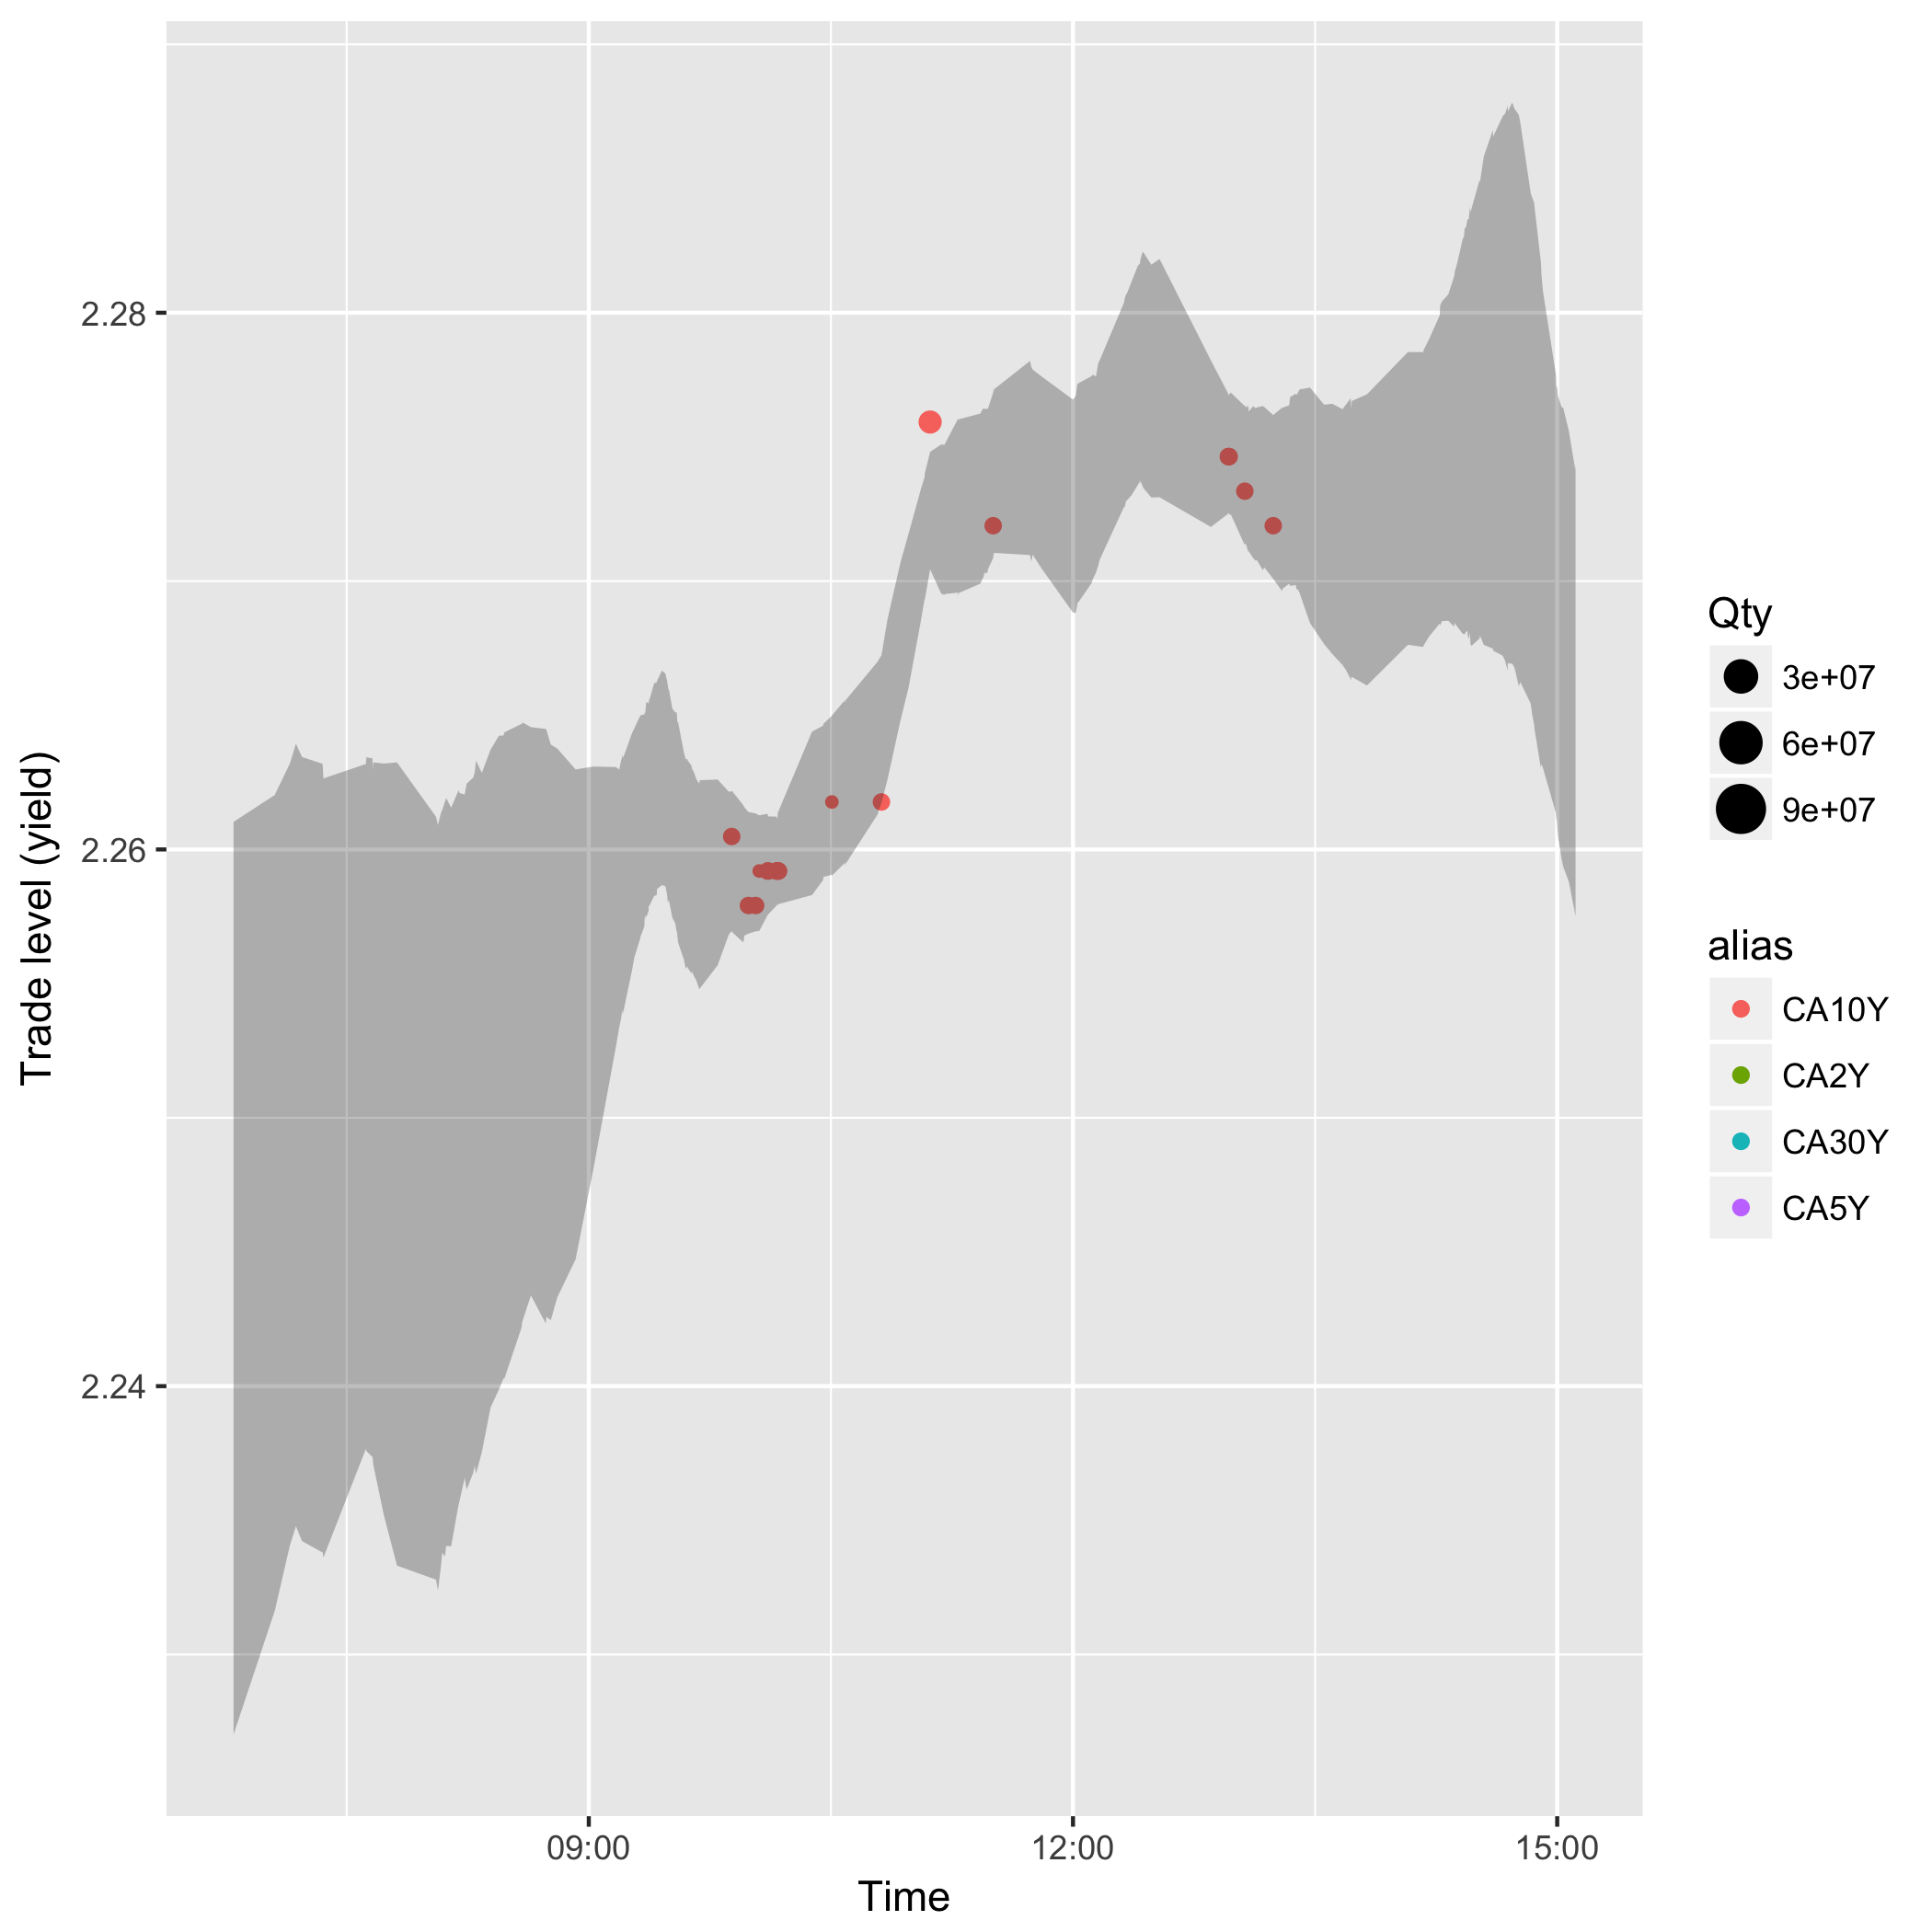 Trade level (yield)
2.28
2.26
2.24
09:00
12:00
15:00
Time
Qty
3e+07
6e+07
9e+07
alias
CA10Y
CA2Y
CA30Y
CA5Y